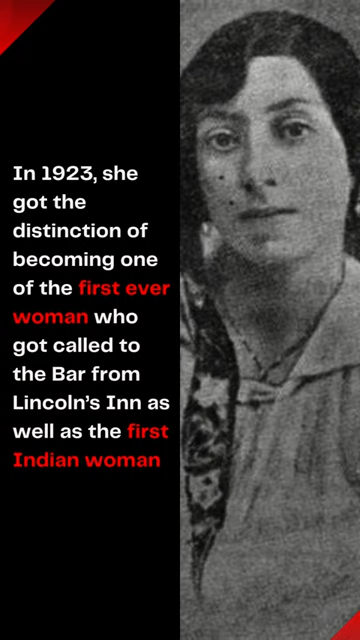 In 1923, she
got the
distinction of
becoming one
of the first ever
woman who
got called to
the Bar from
Lincoln's Inn as
well as the first
Indian woman